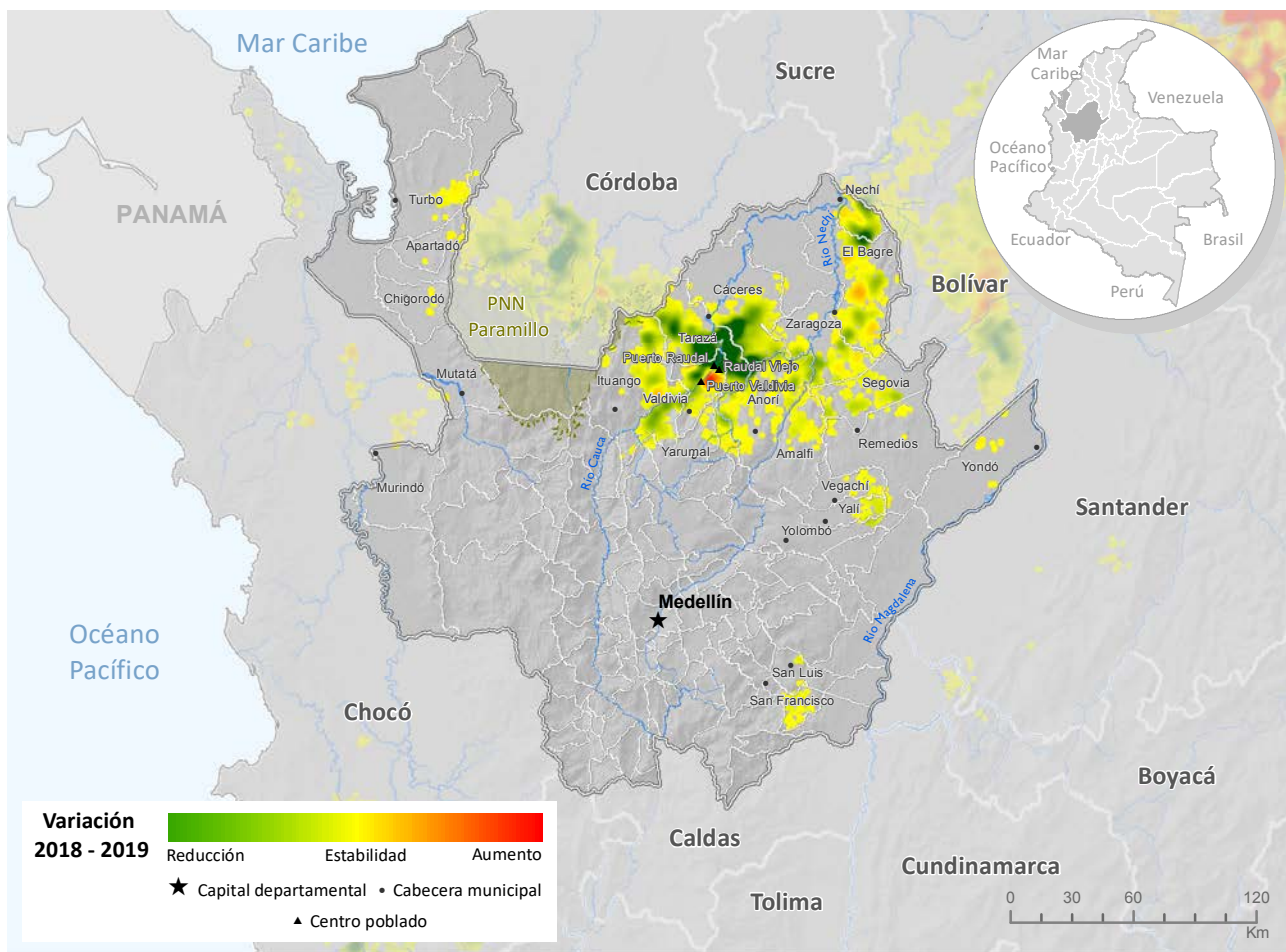 Mar Caribe
Sucre
Mar
Caribe
Venezuela
Océano
Pacífico
Ecuador
Brasil
Perú
Córdoba
Nechí
PANAMÁ
Turbo
Río Nech
Apartadó
El Bagre
Bolívar
Cáceres
Chigorodó
PNN
Paramillo
Zaragoza
Tarazá
Puerto Raudal
Raudal Viejo
Mutatá
Ituango
Puerto Valdivia
Segovia
Valdivia
Anorí
Remedios
Yarumal
Amalfi
Yondó
Río Cauca
Murindó
Vegachí
Yalí
Santander
Yolombó
Medellín
Río Magdalena
Océano
Pacífico
San Luis
San Francisco
Chocó
Boyacá
Caldas
Cundinamarca
Tolima
Variación
2018 - 2019
Reducción
Estabilidad
Aumento
Capital departamental
Cabecera municipal
Centro poblado
0 30 60 120
Km